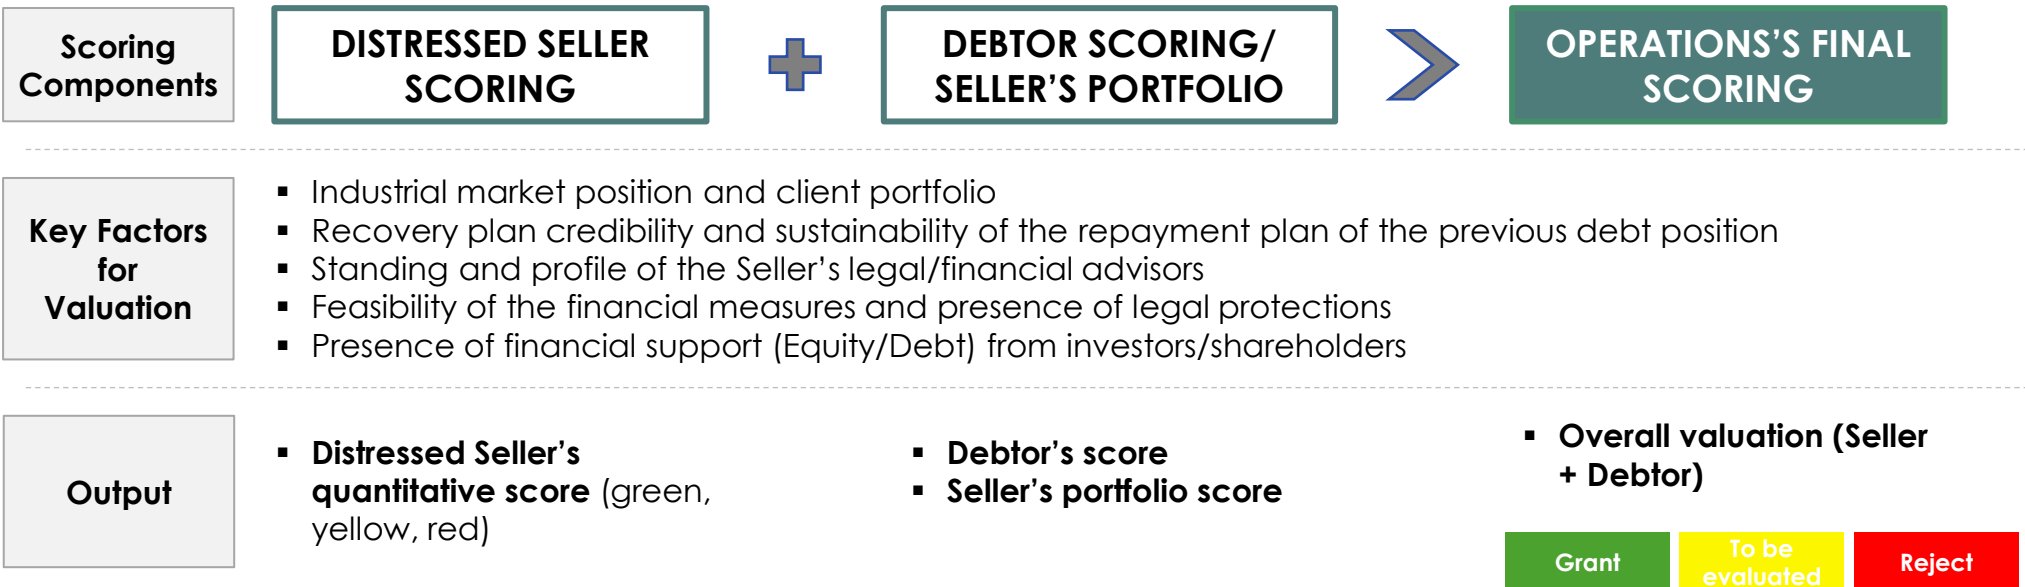 Scoring
Components
DISTRESSED SELLER
SCORING
DEBTOR SCORING/
SELLER’S PORTFOLIO
OPERATIONS’S FINAL
SCORING
Key Factors
for
Valuation
▪ Industrial market position and client portfolio
▪ Recovery plan credibility and sustainability of the repayment plan of the previous debt position
▪ Standing and profile of the Seller’s legal/financial advisors
▪ Feasibility of the financial measures and presence of legal protections
▪ Presence of financial support (Equity/Debt) from investors/shareholders
Output
▪ Distressed Seller’s
quantitative score (green,
yellow, red)
▪ Debtor’s score
▪ Seller’s portfolio score
▪ Overall valuation (Seller
+ Debtor)
Grant
To be
evaluated
Reject